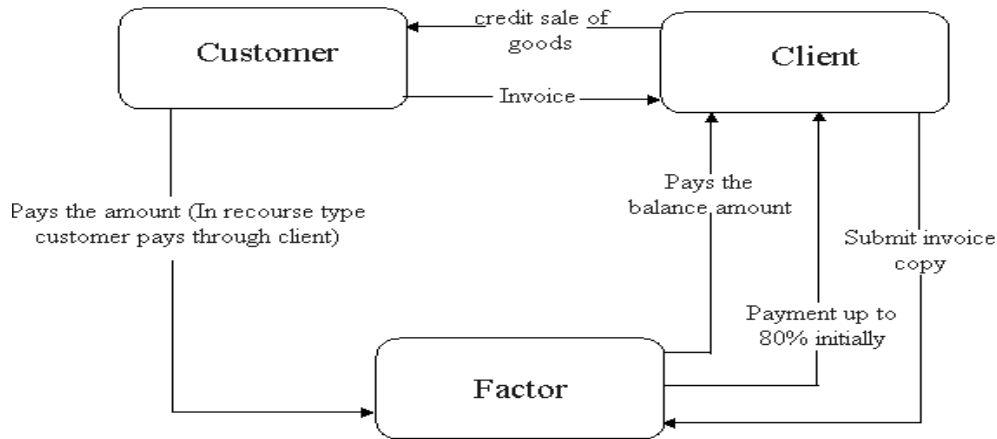 credit sale of
goods
Customer
Client
Invoice
Pays the amount (In recourse type
customer pays through client)
Pays the
balance amount
Submit invoice
copy
Payment up to
80% initially
Factor